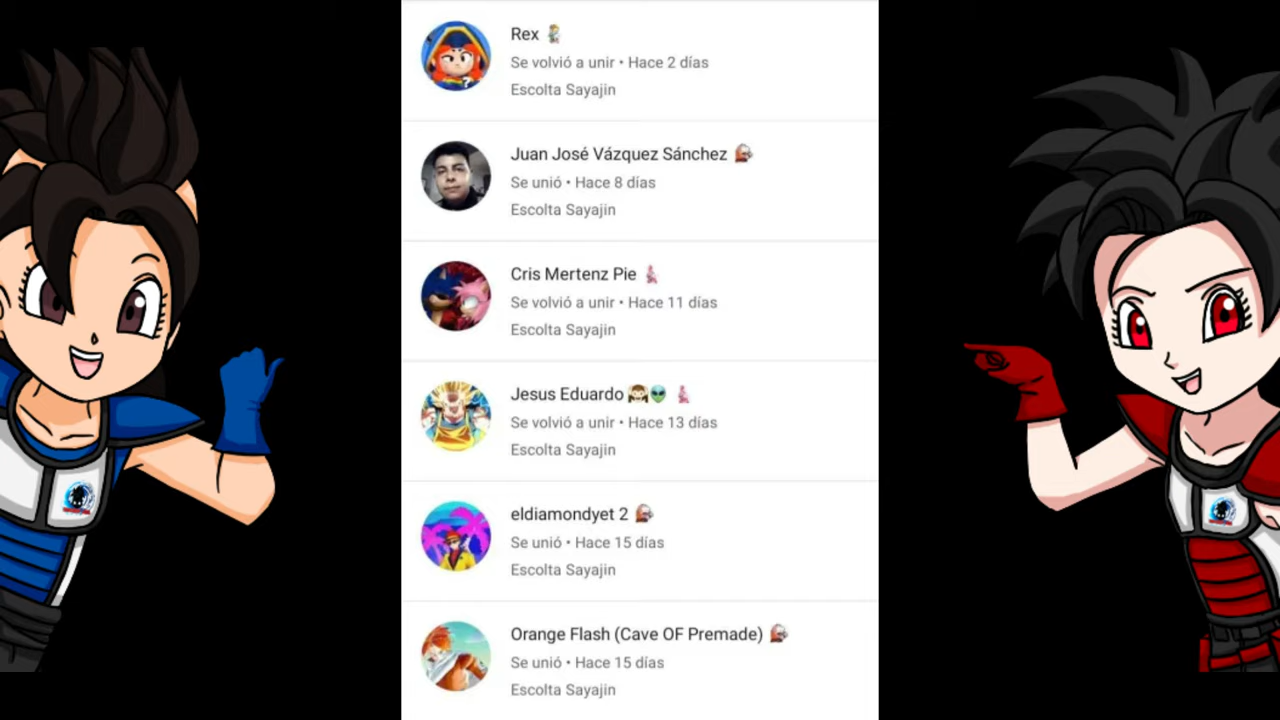 Rex
Se volvió a unir • Hace 2 días
Escolta Sayajin
Juan José Vázquez Sánchez
Se unió • Hace 8 días
Escolta Sayajin
Cris Mertenz Pie
Se volvió a unir • Hace 11 días
Escolta Sayajin
Jesus Eduardo 🙉👽
Se volvió a unir • Hace 13 días
Escolta Sayajin
eldiamondyet 2
Se unió • Hace 15 días
Escolta Sayajin
Orange Flash (Cave OF Premade)
Se unió • Hace 15 días
Escolta Sayajin